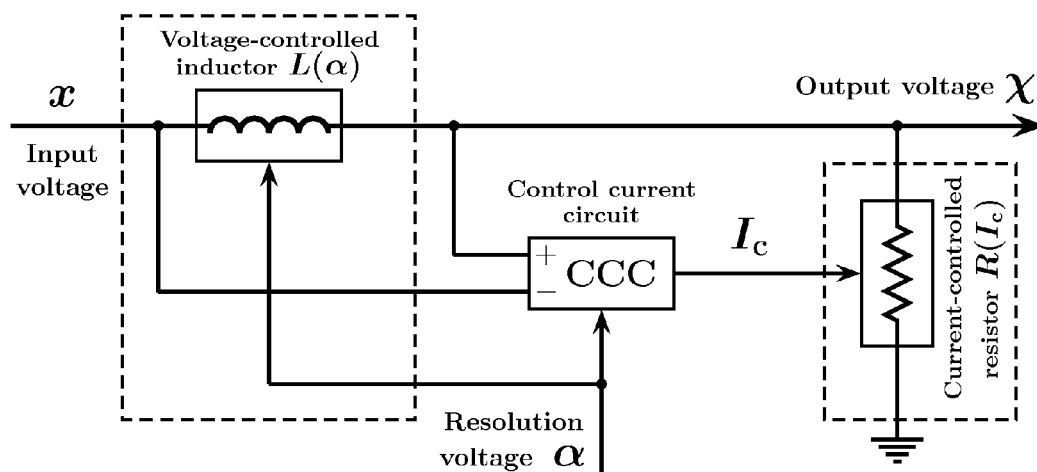 Voltage-controlled
inductor L(α)
x
Input
voltage
Output voltage χ
Control current
circuit
+
−
CCC
I_c
Current-controlled
resistor R(I_c)
Resolution
voltage α